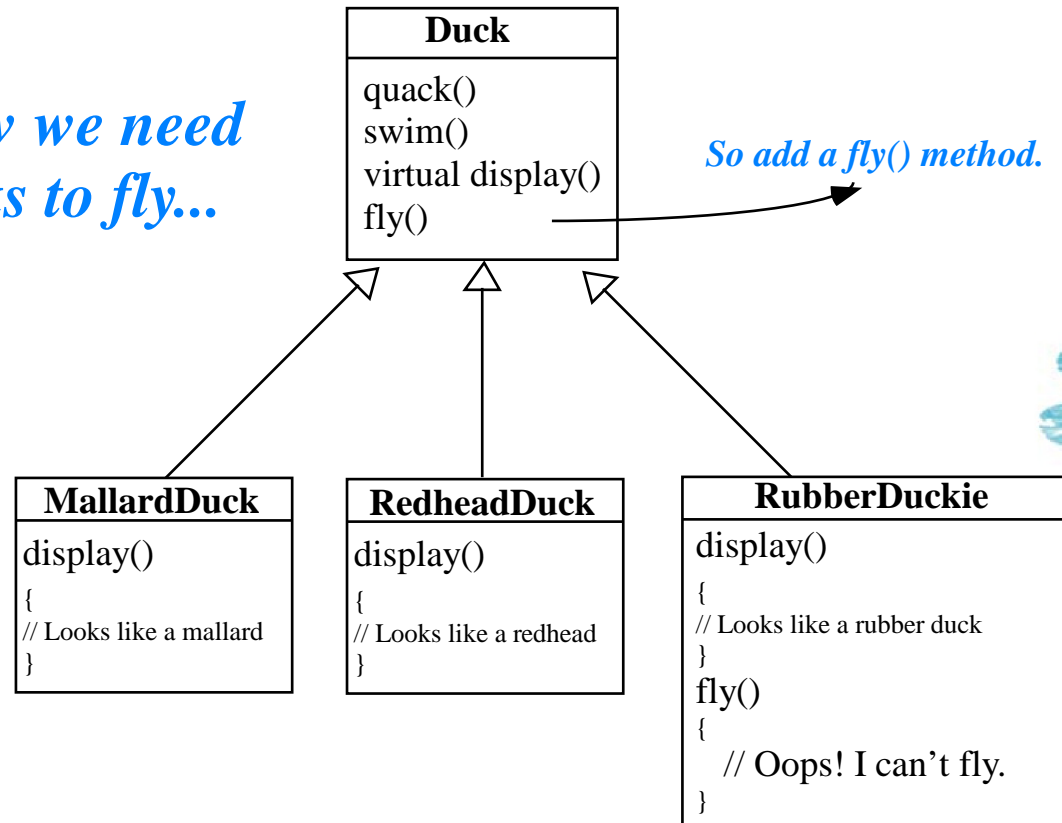 we need
to fly...
Duck
quack()
swim()
virtual display()
fly()
So add a fly() method.
MallardDuck
display()
{
// Looks like a mallard
}
RedheadDuck
display()
{
// Looks like a redhead
}
RubberDuckie
display()
{
// Looks like a rubber duck
}
fly()
{
// Oops! I can’t fly.
}